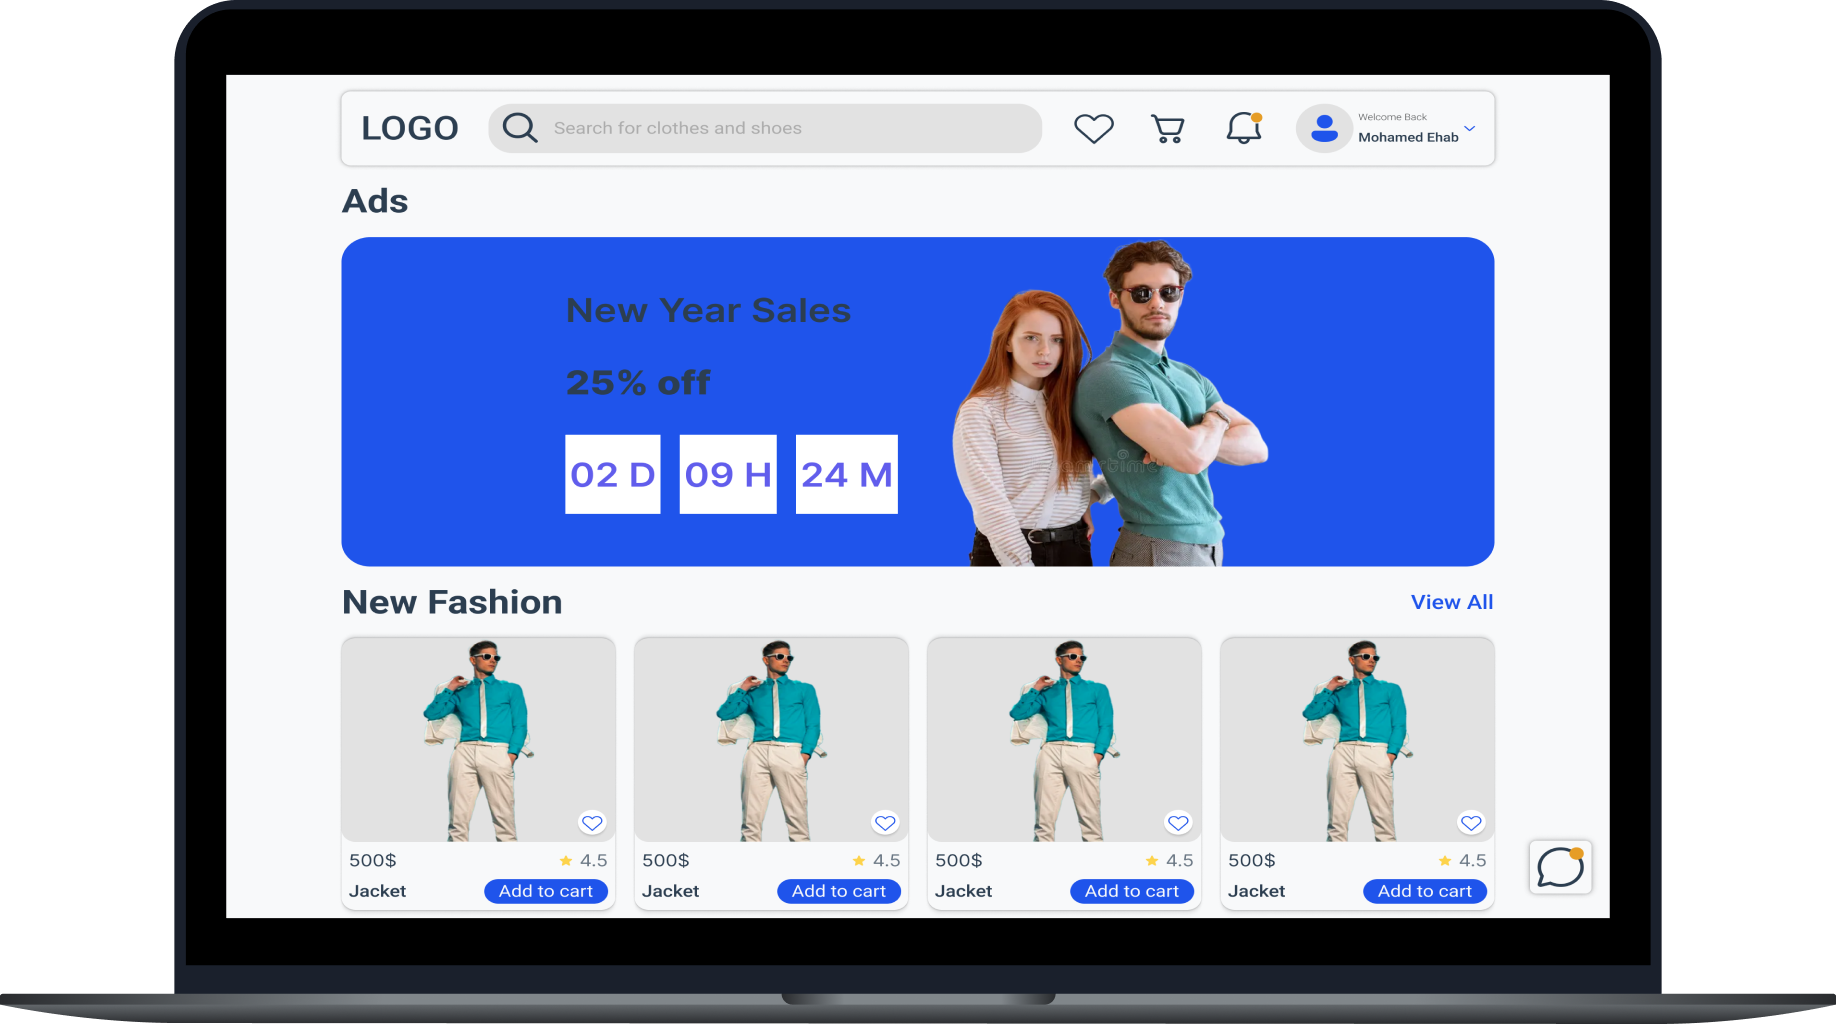 LOGO
Search for clothes and shoes
Welcome Back
Mohamed Ehab
Ads
New Year Sales
25% off
02 D 09 H 24 M
New Fashion
View All
500$ 4.5
Jacket Add to cart
500$ 4.5
Jacket Add to cart
500$ 4.5
Jacket Add to cart
500$ 4.5
Jacket Add to cart